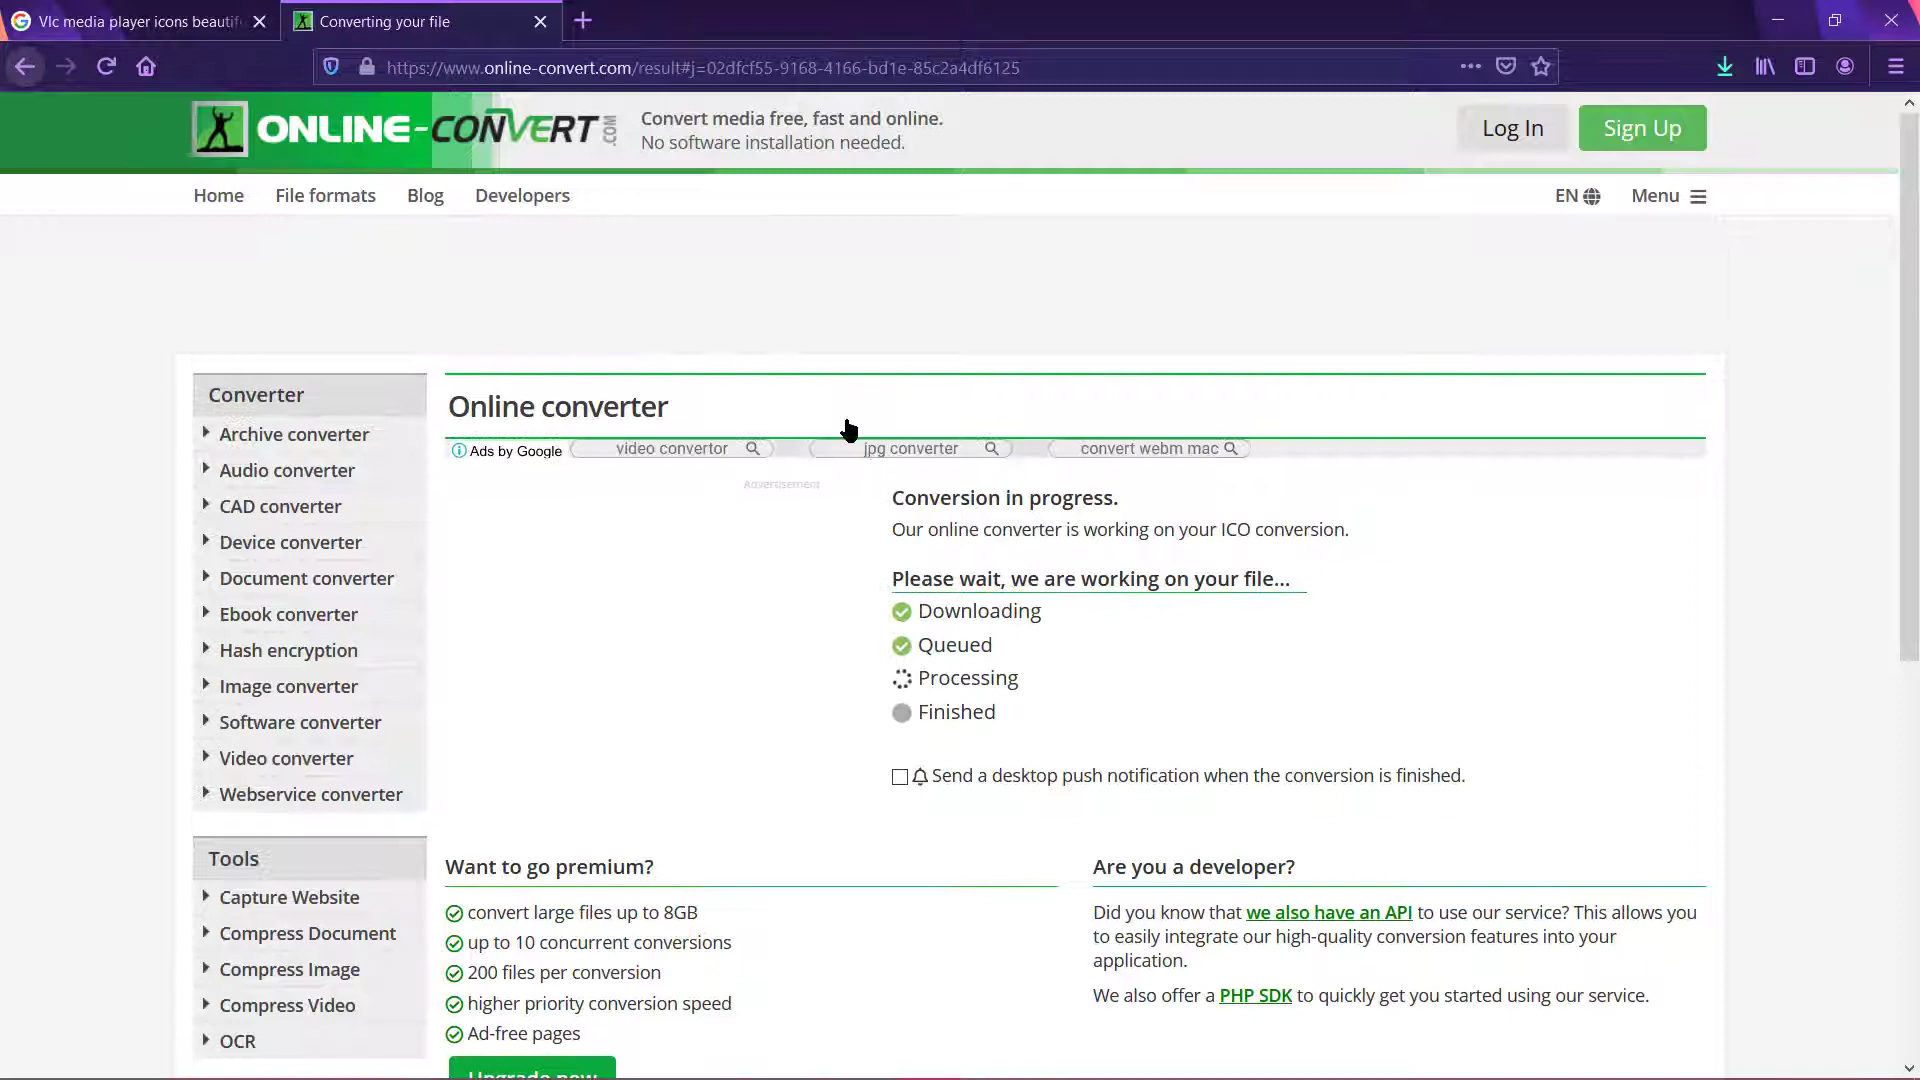 Vlc media player icons beautif
Converting your file
https://www.online-convert.com/result#j=02dfcf55-9168-4166-bd1e-85c2a4df6125
ONLINE-CONVERT.COM
Convert media free, fast and online.
No software installation needed.
Log In
Sign Up
Home
File formats
Blog
Developers
EN
Menu
Converter
Archive converter
Audio converter
CAD converter
Device converter
Document converter
Ebook converter
Hash encryption
Image converter
Software converter
Video converter
Webservice converter
Tools
Capture Website
Compress Document
Compress Image
Compress Video
OCR
Online converter
Ads by Google
video convertor
jpg converter
convert webm mac
Advertisement
Conversion in progress.
Our online converter is working on your ICO conversion.
Please wait, we are working on your file...
Downloading
Queued
Processing
Finished
Send a desktop push notification when the conversion is finished.
Want to go premium?
convert large files up to 8GB
up to 10 concurrent conversions
200 files per conversion
higher priority conversion speed
Ad-free pages
Upgrade now
Are you a developer?
Did you know that we also have an API to use our service? This allows you
to easily integrate our high-quality conversion features into your
application.
We also offer a PHP SDK to quickly get you started using our service.